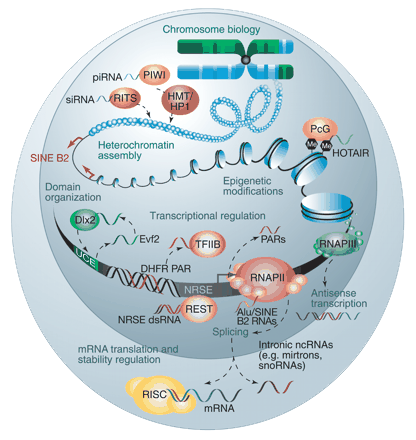 Chromosome biology
piRNA
PIWI
siRNA
RITS
HMT/
HP1
SINE B2
Heterochromatin
assembly
PcG
Me
Me
HOTAIR
Epigenetic
modifications
Domain
organization
Transcriptional regulation
Dlx2
Evf2
UCE
TFIIB
DHFR PAR
PARs
RNAPIII
NRSE
RNAPII
NRSE dsRNA
REST
Alu/SINE
B2 RNAs
Antisense
transcription
Splicing
Intronic ncRNAs
(e.g. mirtrons,
snoRNAs)
mRNA translation and
stability regulation
RISC
mRNA